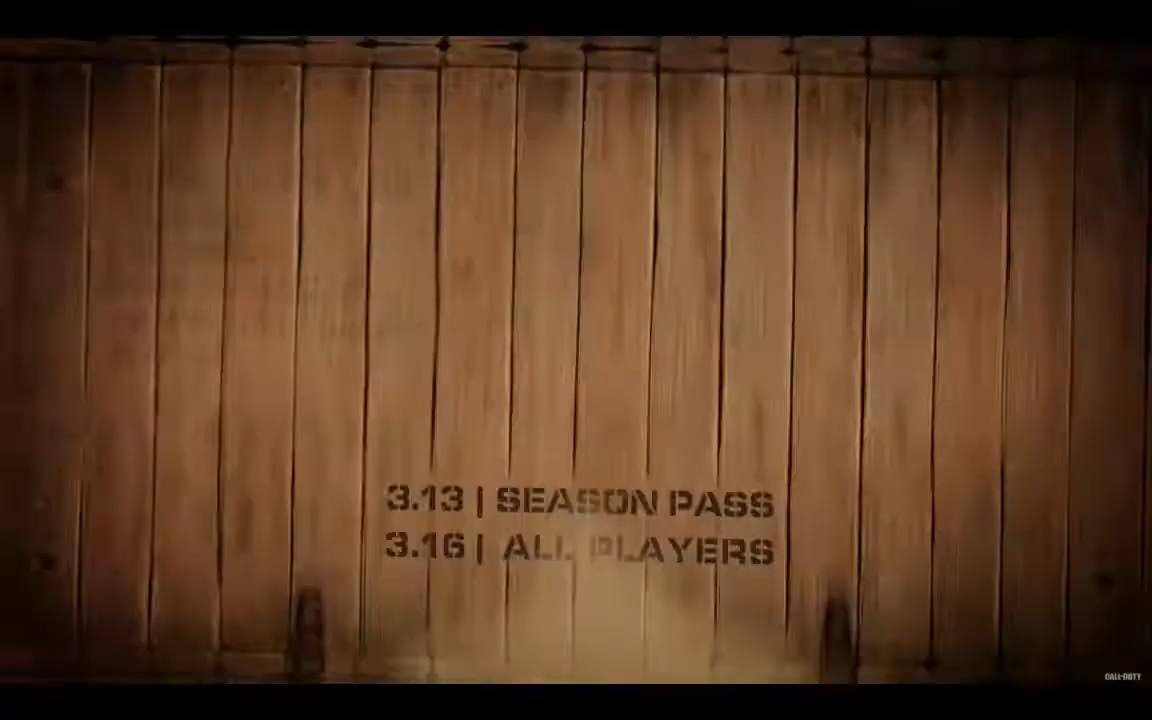 3.13 | SEASON PASS
3.16 | ALL PLAYERS
CALL OF DUTY